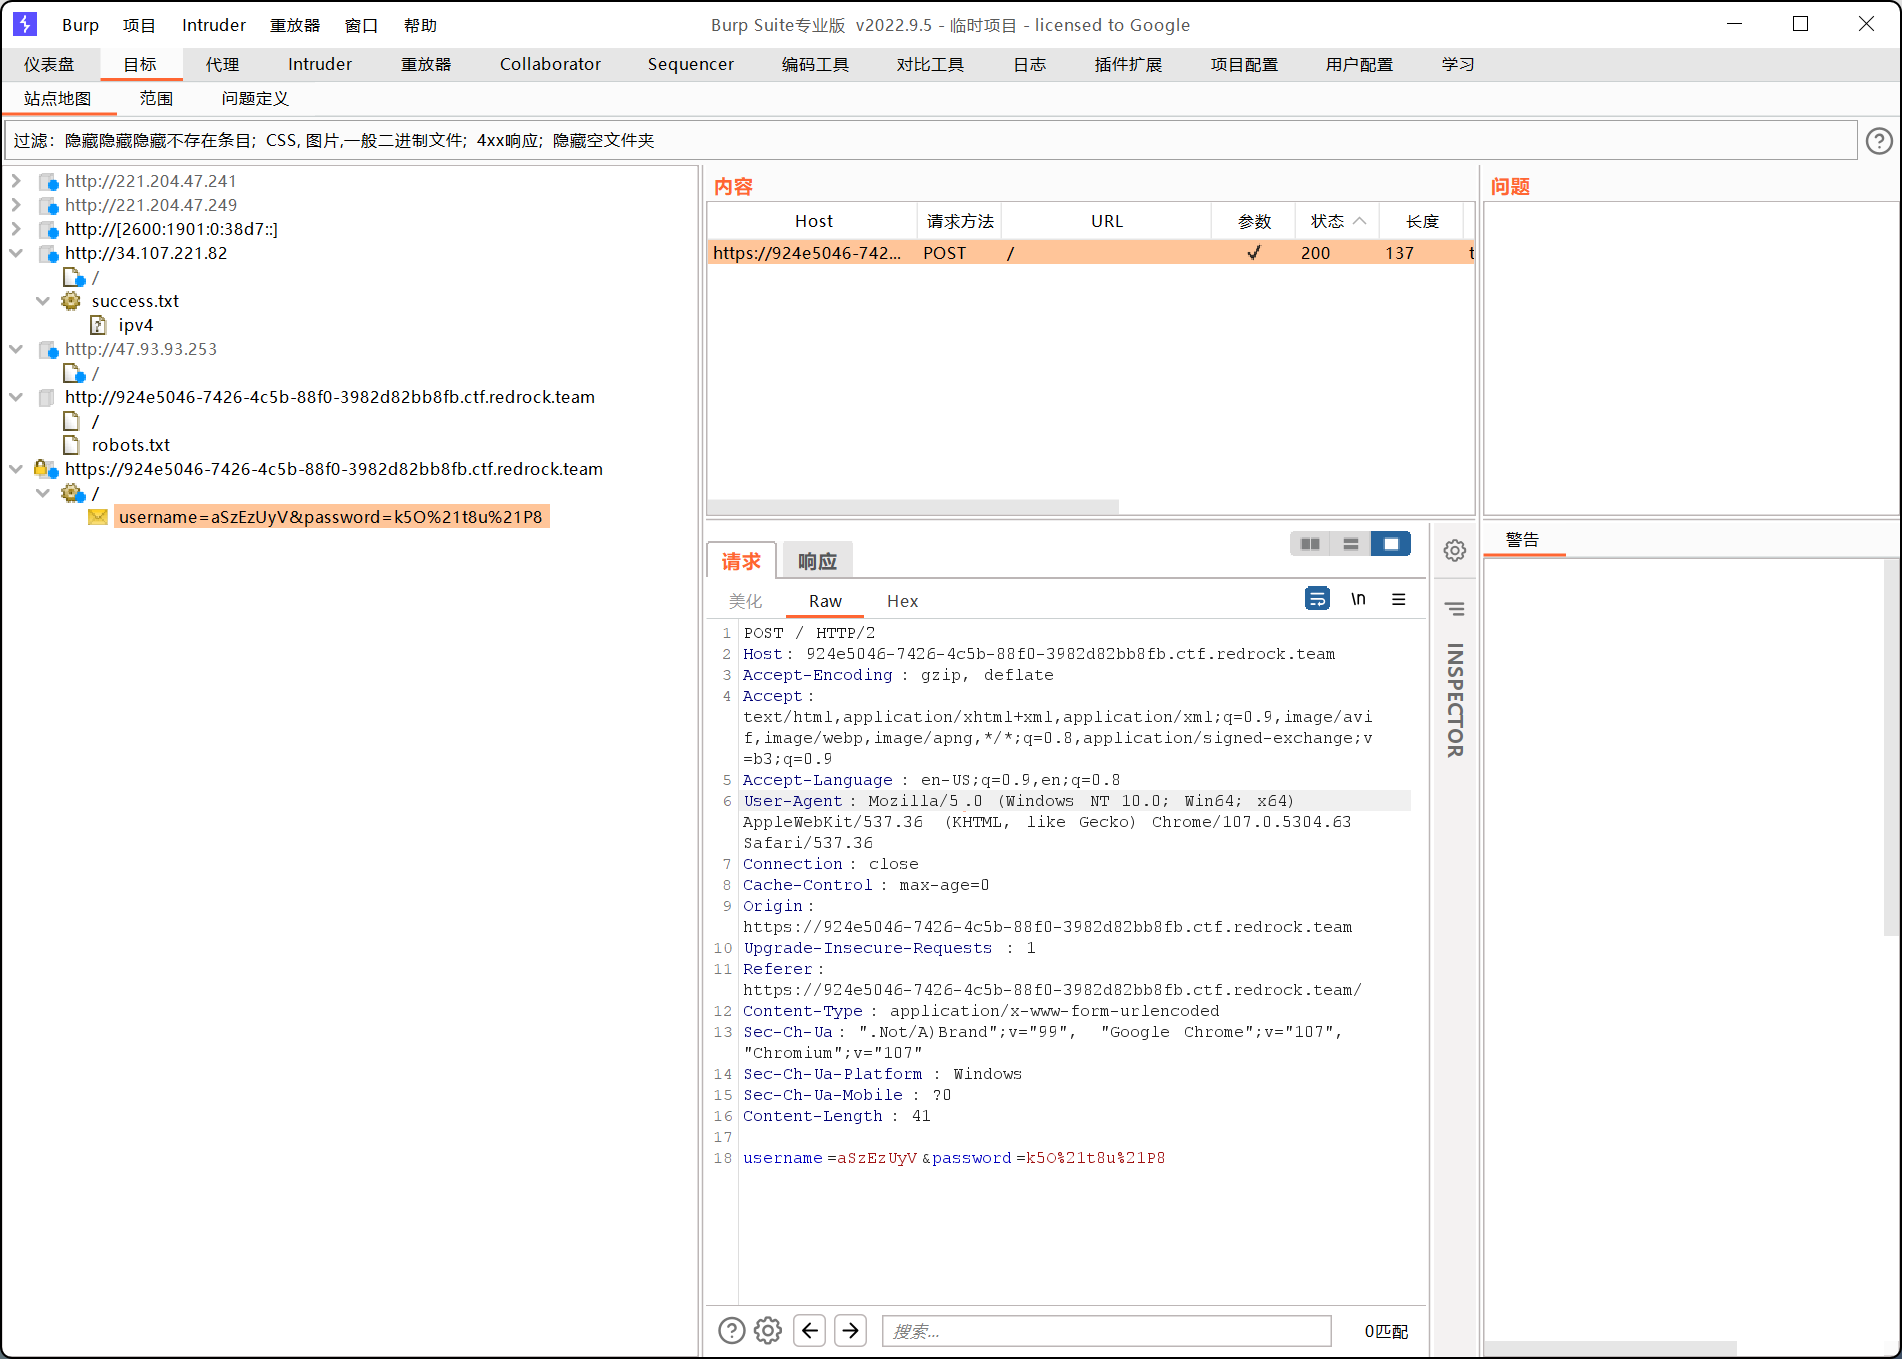 Burp 项目 Intruder 重放器 窗口 帮助 Burp Suite专业版 v2022.9.5 - 临时项目 - licensed to Google
仪表盘 目标 代理 Intruder 重放器 Collaborator Sequencer 编码工具 对比工具 日志 插件扩展 项目配置 用户配置 学习
站点地图 范围 问题定义
过滤：隐藏隐藏隐藏不存在条目; CSS, 图片,一般二进制文件; 4xx响应; 隐藏空文件夹
http://221.204.47.241
http://221.204.47.249
http://[2600:1901:0:38d7::]
http://34.107.221.82
/
success.txt
ipv4
http://47.93.93.253
/
http://924e5046-7426-4c5b-88f0-3982d82bb8fb.ctf.redrock.team
/
robots.txt
https://924e5046-7426-4c5b-88f0-3982d82bb8fb.ctf.redrock.team
/
username=aSzEzUyV&password=k5O%21t8u%21P8
内容
Host 请求方法 URL 参数 状态 长度
https://924e5046-742... POST / ✓ 200 137 t
问题
警告
请求 响应
美化 Raw Hex \n
1 POST / HTTP/2
2 Host: 924e5046-7426-4c5b-88f0-3982d82bb8fb.ctf.redrock.team
3 Accept-Encoding: gzip, deflate
4 Accept:
text/html,application/xhtml+xml,application/xml;q=0.9,image/avi
f,image/webp,image/apng,*/*;q=0.8,application/signed-exchange;v
=b3;q=0.9
5 Accept-Language: en-US;q=0.9,en;q=0.8
6 User-Agent: Mozilla/5.0 (Windows NT 10.0; Win64; x64)
AppleWebKit/537.36 (KHTML, like Gecko) Chrome/107.0.5304.63
Safari/537.36
7 Connection: close
8 Cache-Control: max-age=0
9 Origin:
https://924e5046-7426-4c5b-88f0-3982d82bb8fb.ctf.redrock.team
10 Upgrade-Insecure-Requests: 1
11 Referer:
https://924e5046-7426-4c5b-88f0-3982d82bb8fb.ctf.redrock.team/
12 Content-Type: application/x-www-form-urlencoded
13 Sec-Ch-Ua: ".Not/A)Brand";v="99", "Google Chrome";v="107",
"Chromium";v="107"
14 Sec-Ch-Ua-Platform: Windows
15 Sec-Ch-Ua-Mobile: ?0
16 Content-Length: 41
17
18 username=aSzEzUyV&password=k5O%21t8u%21P8
INSPECTOR
搜索... 0匹配